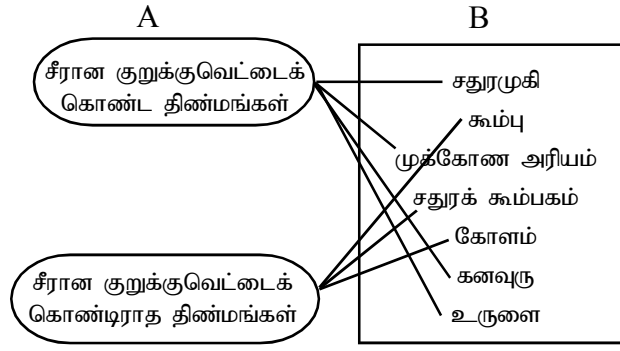 A
B
சீரான குறுக்குவெட்டைக்
கொண்ட திண்மங்கள்
சதுரமுகி
கூம்பு
முக்கோண அரியம்
சதுரக் கூம்பகம்
கோளம்
சீரான குறுக்குவெட்டைக்
கொண்டிராத திண்மங்கள்
கனவுரு
உருளை